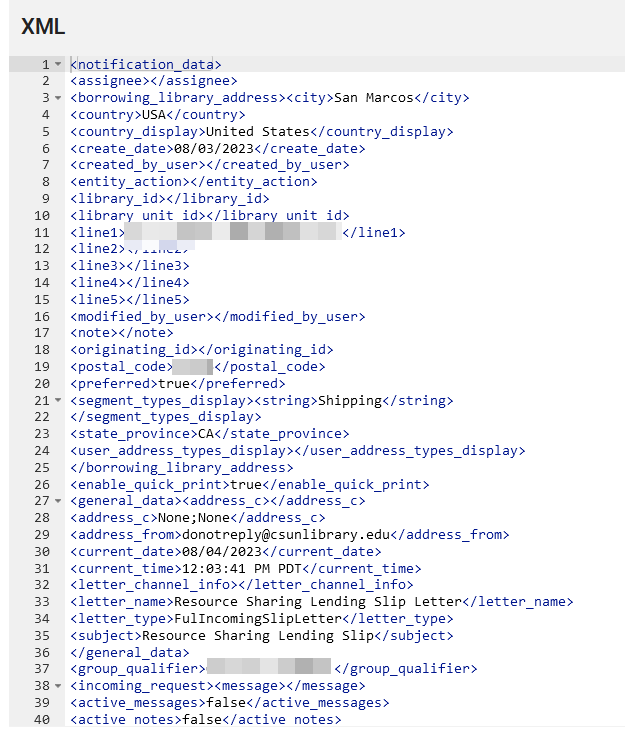 XML
1 <notification_data>
2 <assignee></assignee>
3 <borrowing_library_address><city>San Marcos</city>
4 <country>USA</country>
5 <country_display>United States</country_display>
6 <create_date>08/03/2023</create_date>
7 <created_by_user></created_by_user>
8 <entity_action></entity_action>
9 <library_id></library_id>
10 <library_unit_id></library_unit_id>
11 <line1></line1>
12 <line2></line2>
13 <line3></line3>
14 <line4></line4>
15 <line5></line5>
16 <modified_by_user></modified_by_user>
17 <note></note>
18 <originating_id></originating_id>
19 <postal_code></postal_code>
20 <preferred>true</preferred>
21 <segment_types_display><string>Shipping</string>
22 </segment_types_display>
23 <state_province>CA</state_province>
24 <user_address_types_display></user_address_types_display>
25 </borrowing_library_address>
26 <enable_quick_print>true</enable_quick_print>
27 <general_data><address_c></address_c>
28 <address_c>None;None</address_c>
29 <address_from>donotreply@csunlibrary.edu</address_from>
30 <current_date>08/04/2023</current_date>
31 <current_time>12:03:41 PM PDT</current_time>
32 <letter_channel_info></letter_channel_info>
33 <letter_name>Resource Sharing Lending Slip Letter</letter_name>
34 <letter_type>FulIncomingSlipLetter</letter_type>
35 <subject>Resource Sharing Lending Slip</subject>
36 </general_data>
37 <group_qualifier></group_qualifier>
38 <incoming_request><message></message>
39 <active_messages>false</active_messages>
40 <active_notes>false</active_notes>